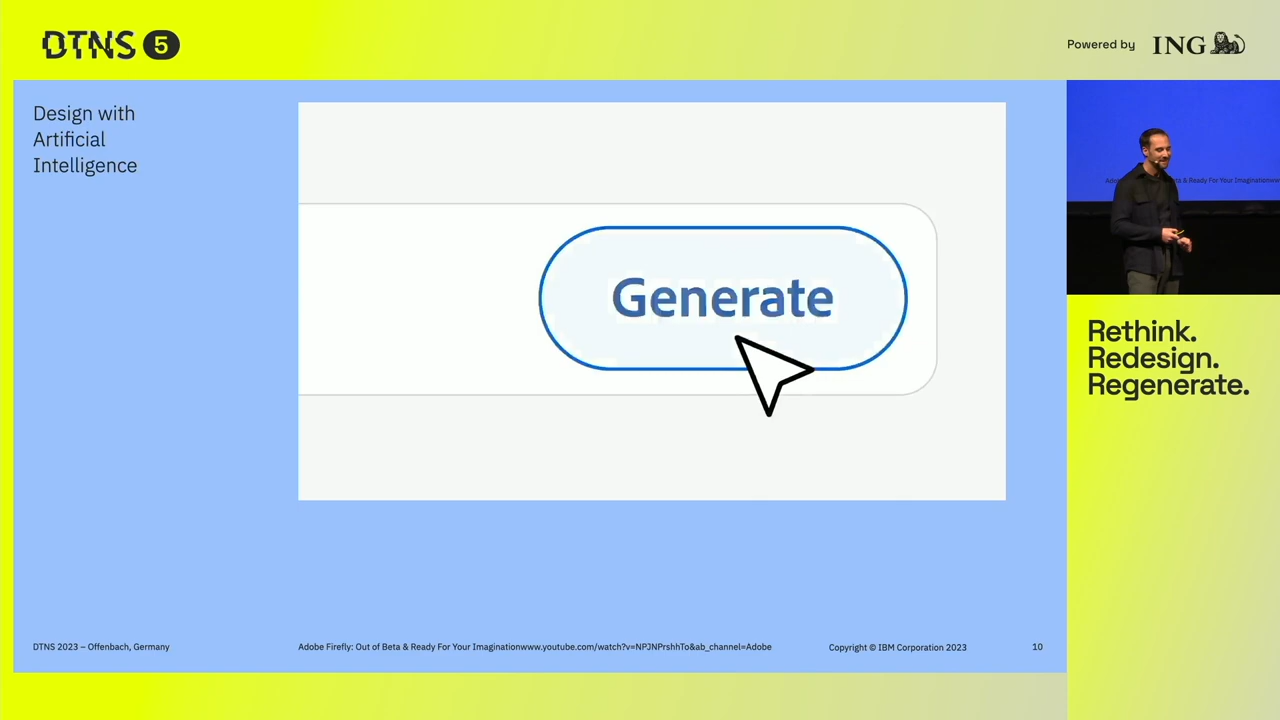 DTNS 5
Powered by ING
Design with
Artificial
Intelligence
Generate
Rethink.
Redesign.
Regenerate.
DTNS 2023 – Offenbach, Germany
Adobe Firefly: Out of Beta & Ready For Your Imaginationwww.youtube.com/watch?v=NPJNPrshhTo&ab_channel=Adobe
Copyright © IBM Corporation 2023
10